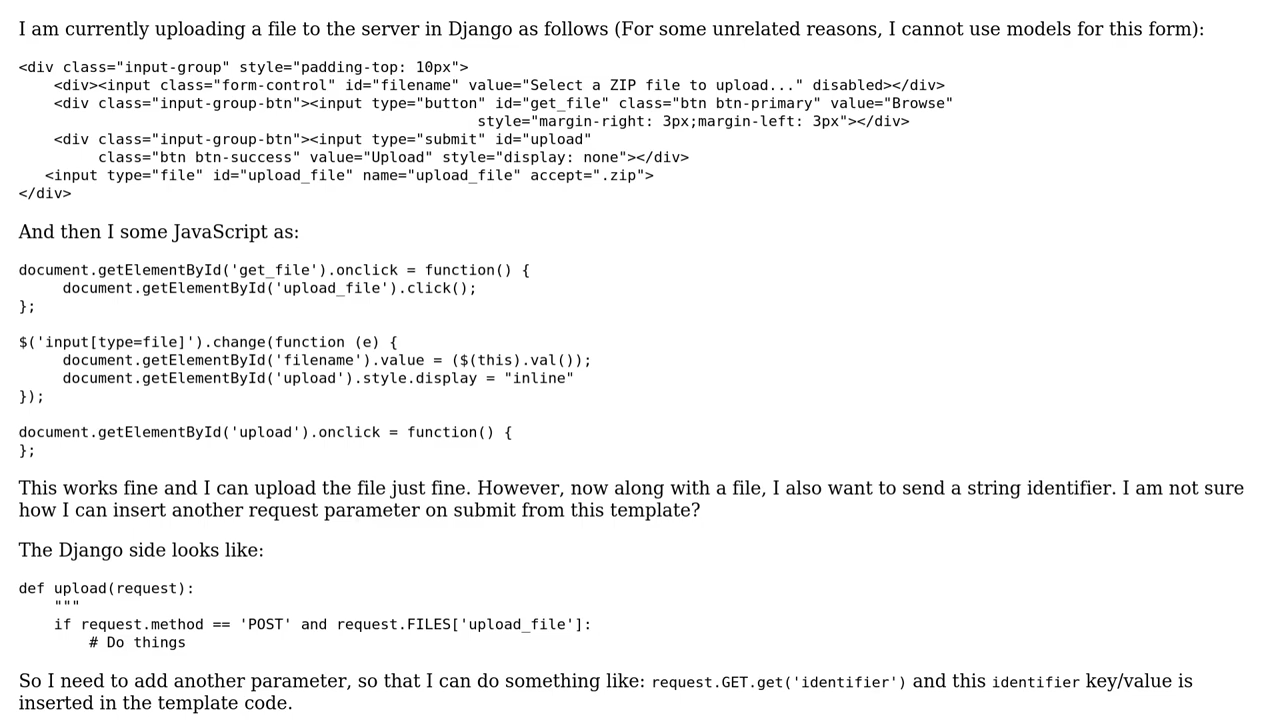 I am currently uploading a file to the server in Django as follows (For some unrelated reasons, I cannot use models for this form):
<div class="input-group" style="padding-top: 10px">
    <div><input class="form-control" id="filename" value="Select a ZIP file to upload..." disabled></div>
    <div class="input-group-btn"><input type="button" id="get_file" class="btn btn-primary" value="Browse"
                                                    style="margin-right: 3px;margin-left: 3px"></div>
    <div class="input-group-btn"><input type="submit" id="upload"
         class="btn btn-success" value="Upload" style="display: none"></div>
   <input type="file" id="upload_file" name="upload_file" accept=".zip">
</div>
And then I some JavaScript as:
document.getElementById('get_file').onclick = function() {
     document.getElementById('upload_file').click();
};
$('input[type=file]').change(function (e) {
     document.getElementById('filename').value = ($(this).val());
     document.getElementById('upload').style.display = "inline"
});
document.getElementById('upload').onclick = function() {
};
This works fine and I can upload the file just fine. However, now along with a file, I also want to send a string identifier. I am not sure
how I can insert another request parameter on submit from this template?
The Django side looks like:
def upload(request):
    """
    if request.method == 'POST' and request.FILES['upload_file']:
        # Do things
So I need to add another parameter, so that I can do something like: request.GET.get('identifier') and this identifier key/value is
inserted in the template code.